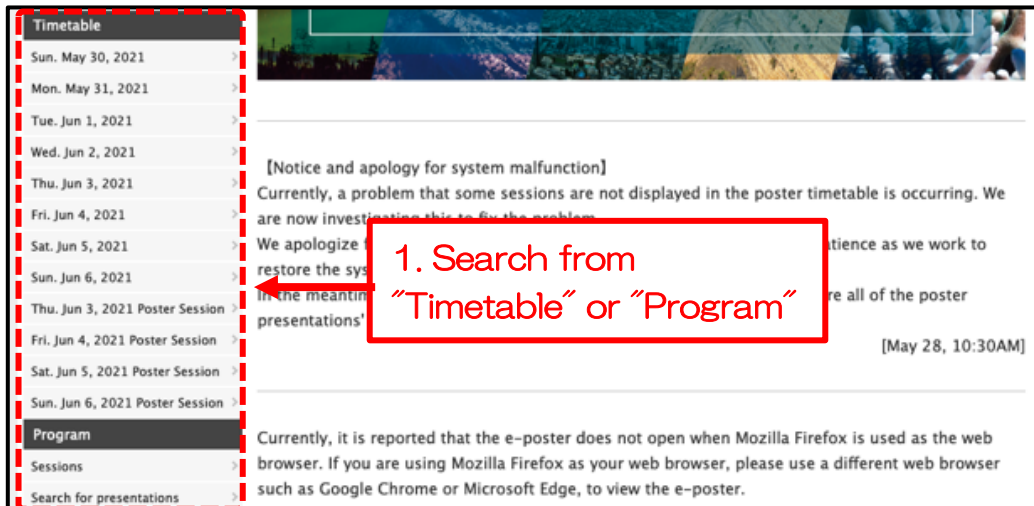 Timetable
Sun. May 30, 2021
Mon. May 31, 2021
Tue. Jun 1, 2021
Wed. Jun 2, 2021
Thu. Jun 3, 2021
Fri. Jun 4, 2021
Sat. Jun 5, 2021
Sun. Jun 6, 2021
Thu. Jun 3, 2021 Poster Session
Fri. Jun 4, 2021 Poster Session
Sat. Jun 5, 2021 Poster Session
Sun. Jun 6, 2021 Poster Session
Program
Sessions
Search for presentations
【Notice and apology for system malfunction】
Currently, a problem that some sessions are not displayed in the poster timetable is occurring. We
are now investigating this to fix the problem.
We apologize
atience as we work to
restore the sys
In the meantim
re all of the poster
presentations'
[May 28, 10:30AM]
1. Search from
"Timetable" or "Program"
Currently, it is reported that the e-poster does not open when Mozilla Firefox is used as the web
browser. If you are using Mozilla Firefox as your web browser, please use a different web browser
such as Google Chrome or Microsoft Edge, to view the e-poster.